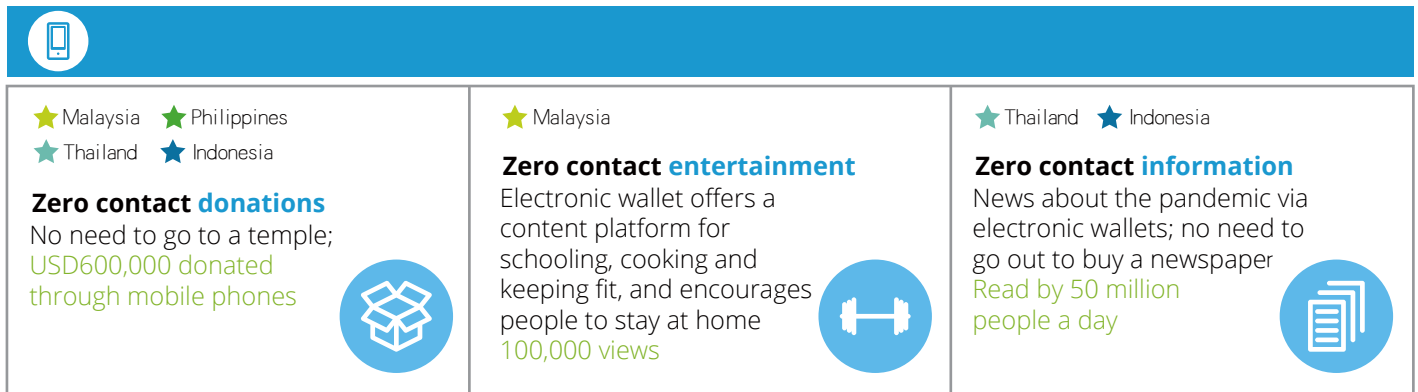 Malaysia Philippines
Thailand Indonesia
Zero contact donations
No need to go to a temple;
USD600,000 donated
through mobile phones
Malaysia
Zero contact entertainment
Electronic wallet offers a
content platform for
schooling, cooking and
keeping fit, and encourages
people to stay at home
100,000 views
Thailand Indonesia
Zero contact information
News about the pandemic via
electronic wallets; no need to
go out to buy a newspaper
Read by 50 million
people a day